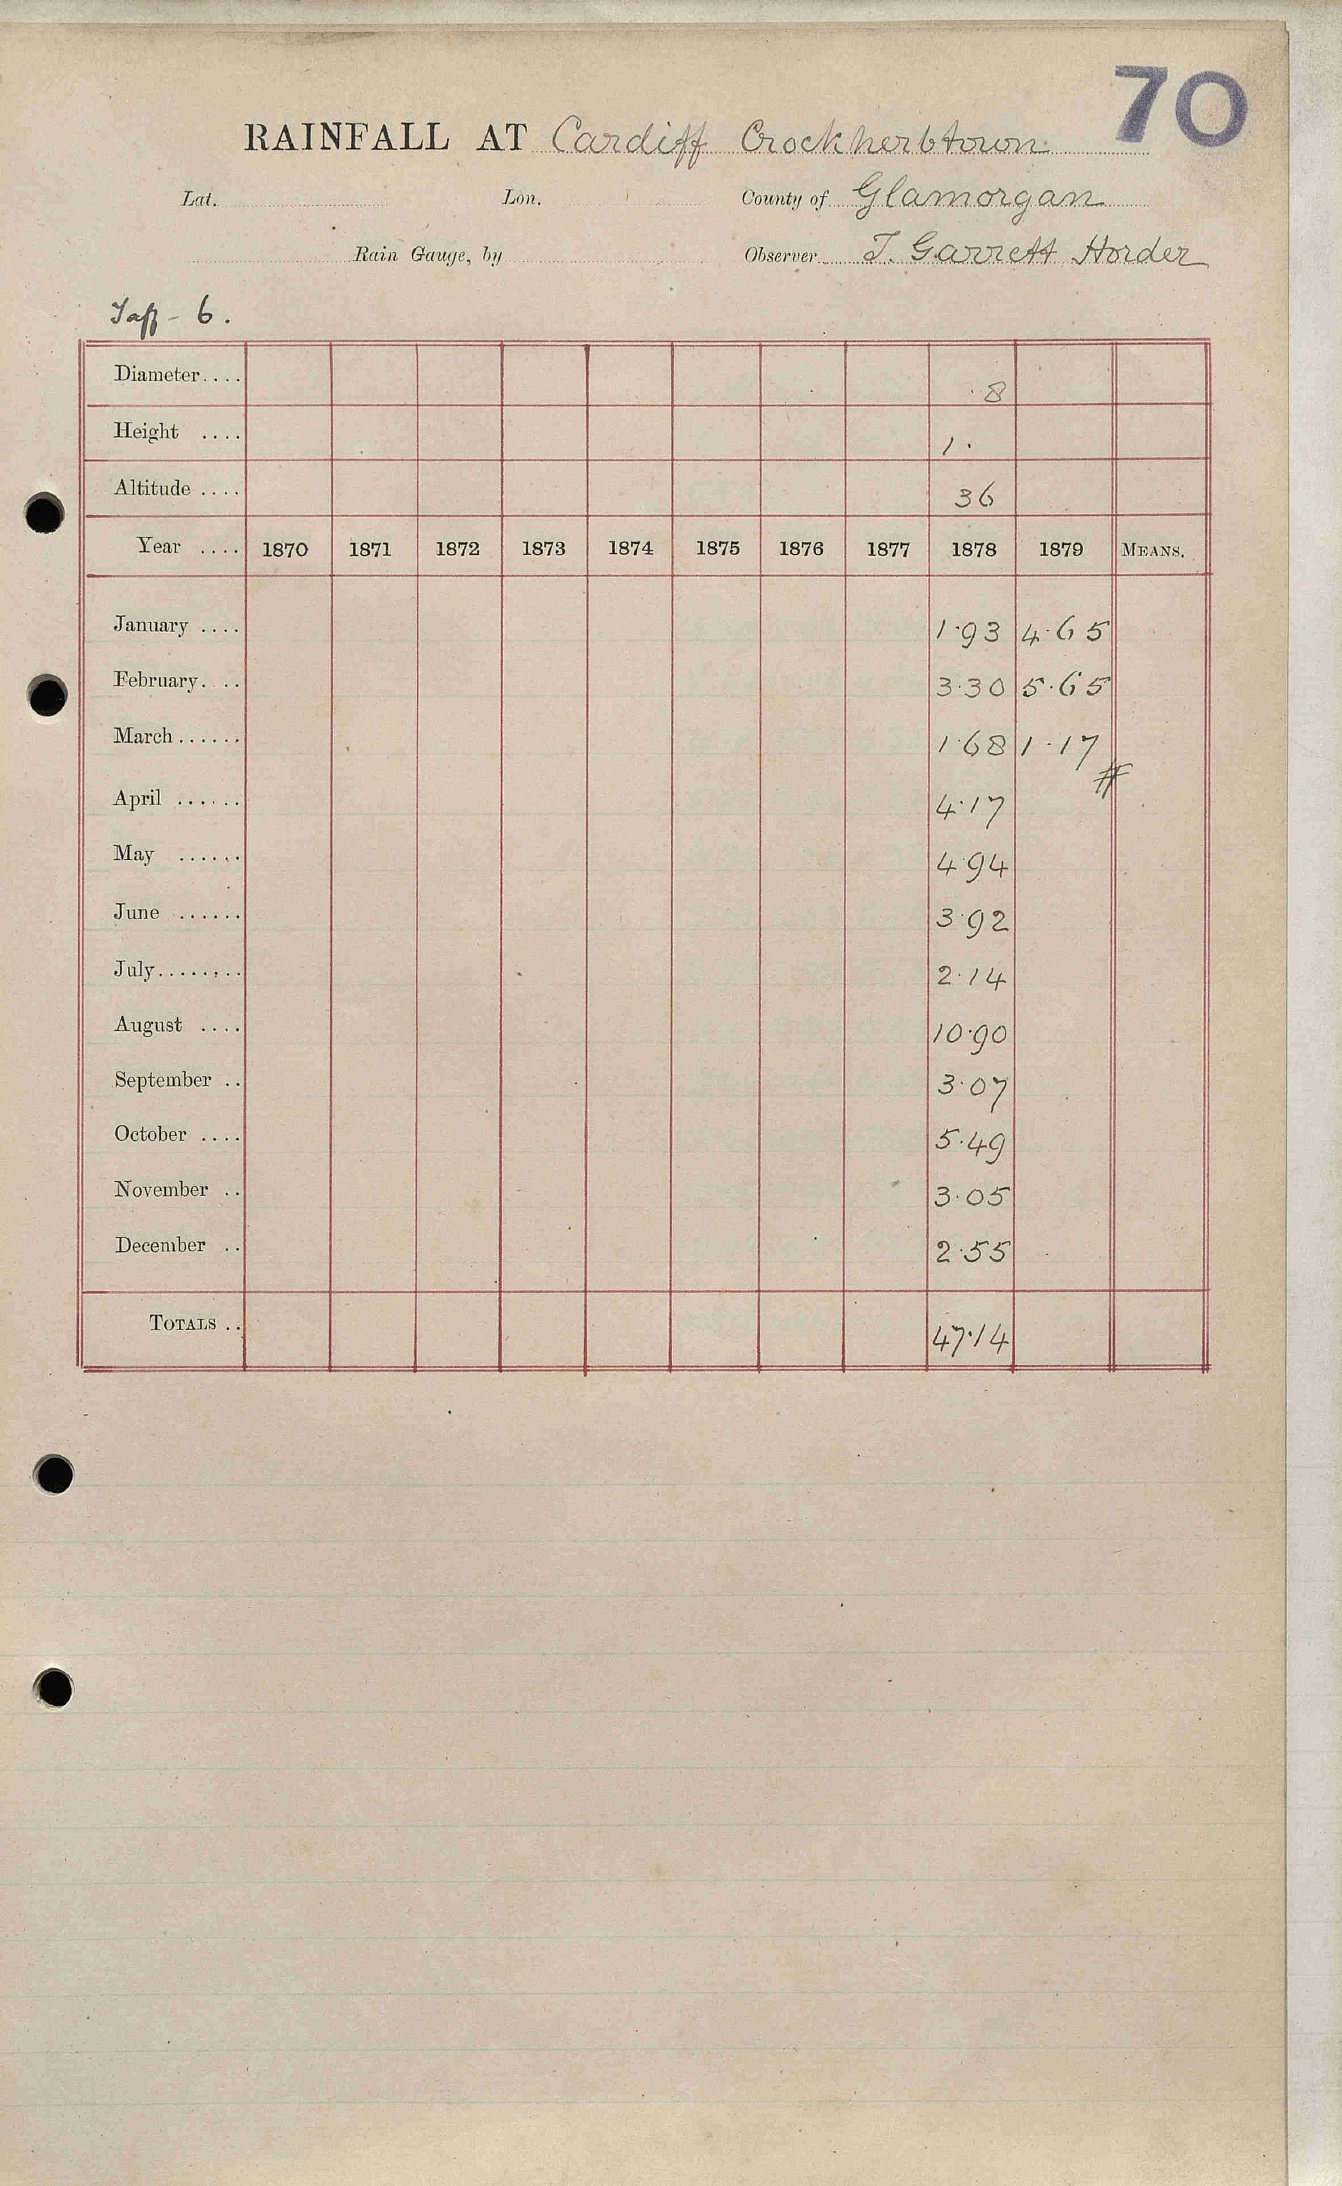 70
RAINFALL AT Cardiff Crockherbtown
Lat. Lon. County of Glamorgan
Rain Gauge, by Observer T. Garrett Horder
Taff - 6.
Diameter.... 8
Height .... 1.
Altitude .... 36
Year .... 1870 1871 1872 1873 1874 1875 1876 1877 1878 1879 MEANS.
January .... 1.93 4.65
February.... 3.30 5.65
March...... 1.68 1.17
#
April ...... 4.17
May ...... 4.94
June ...... 3.92
July........ 2.14
August .... 10.90
September .. 3.07
October .... 5.49
November .. 3.05
December .. 2.55
TOTALS .. 47.14